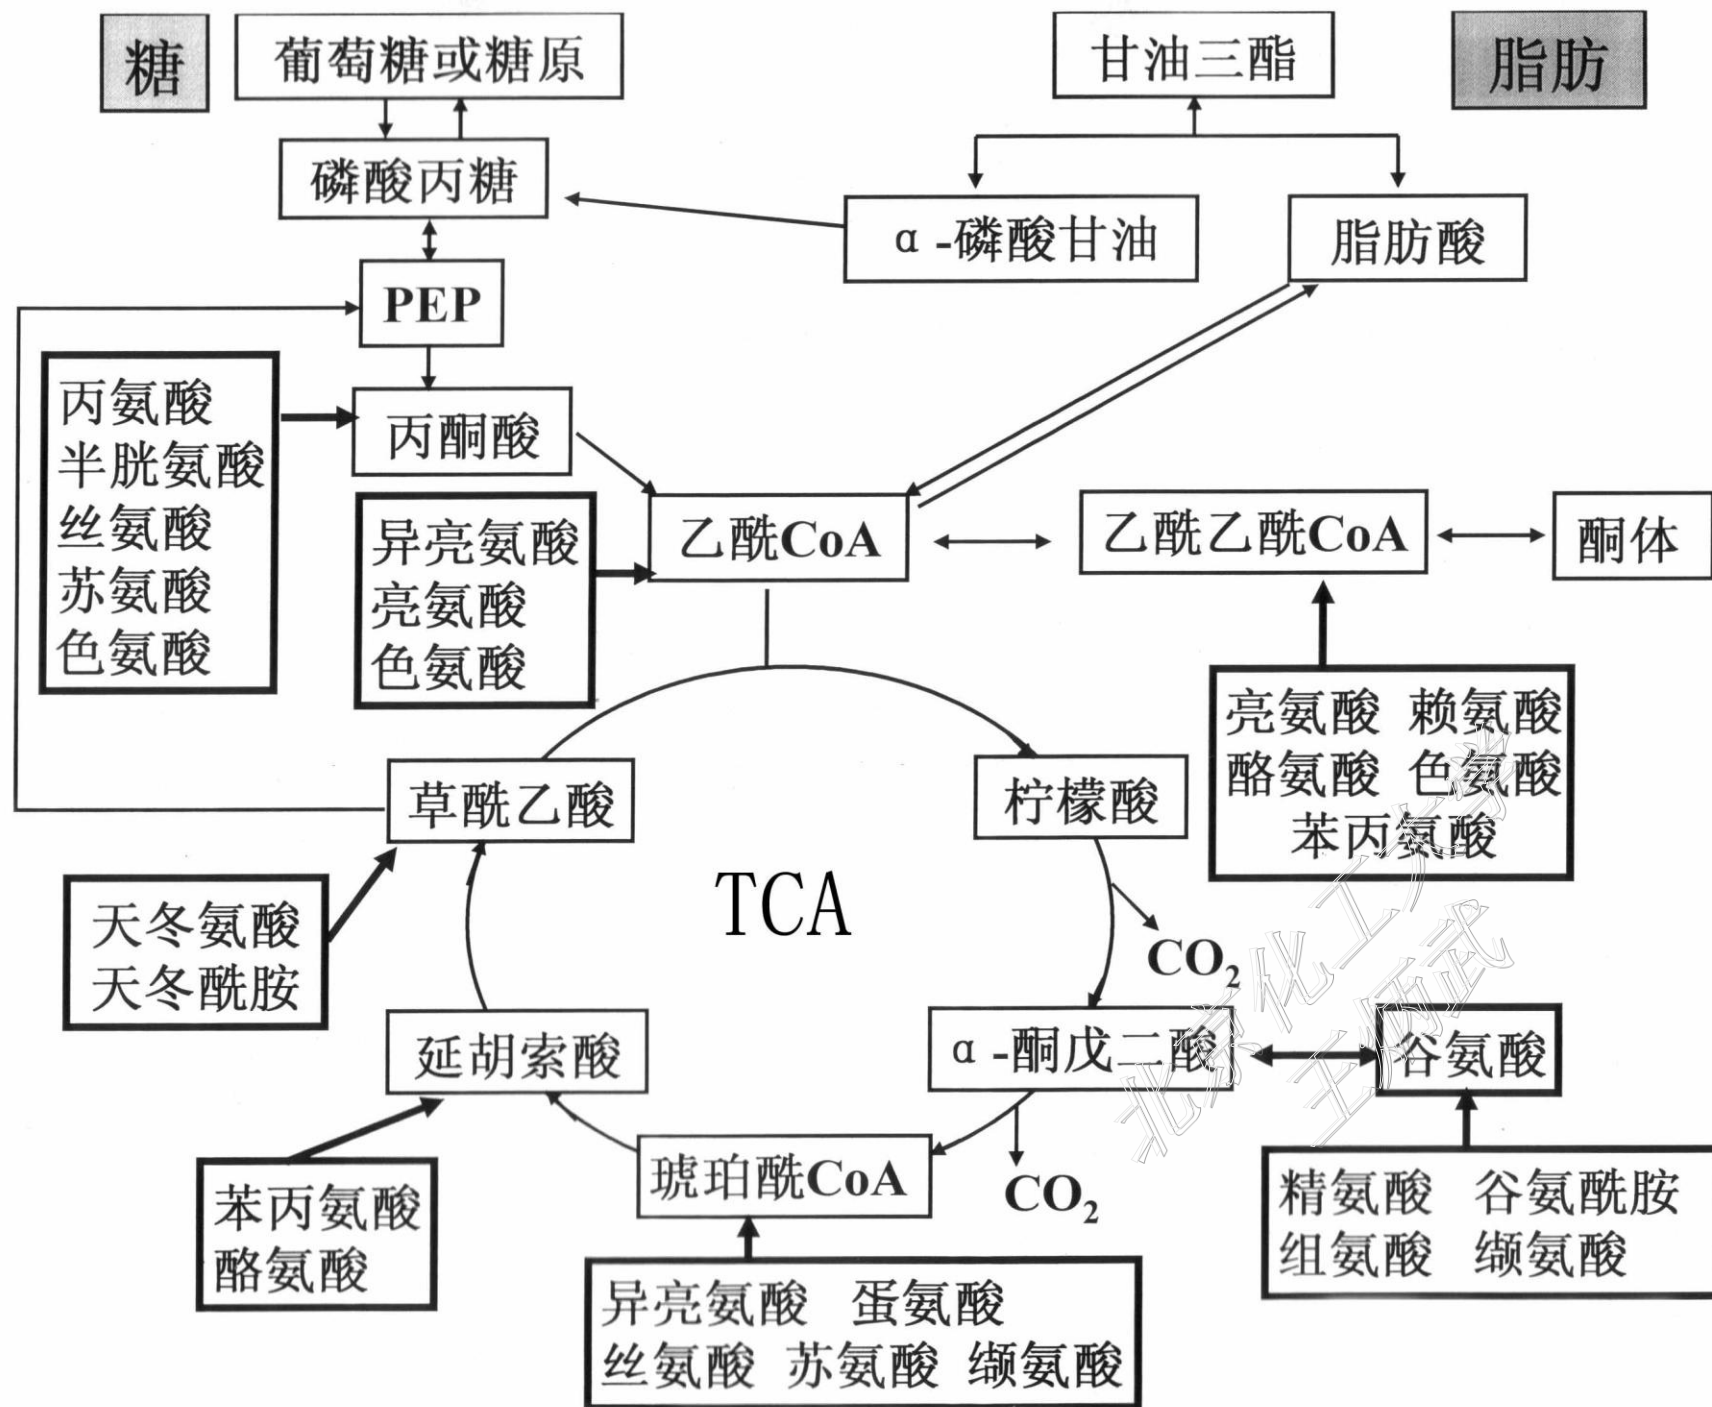 糖
葡萄糖或糖原
甘油三酯
脂肪
磷酸丙糖
α-磷酸甘油
脂肪酸
PEP
丙氨酸
半胱氨酸
丝氨酸
苏氨酸
色氨酸
丙酮酸
异亮氨酸
亮氨酸
色氨酸
乙酰CoA
乙酰乙酰CoA
酮体
亮氨酸 赖氨酸
酪氨酸 色氨酸
苯丙氨酸
草酰乙酸
柠檬酸
TCA
天冬氨酸
天冬酰胺
CO2
延胡索酸
α-酮戊二酸
谷氨酸
琥珀酰CoA
CO2
苯丙氨酸
酪氨酸
精氨酸 谷氨酰胺
组氨酸 缬氨酸
异亮氨酸 蛋氨酸
丝氨酸 苏氨酸 缬氨酸
北京化工大学